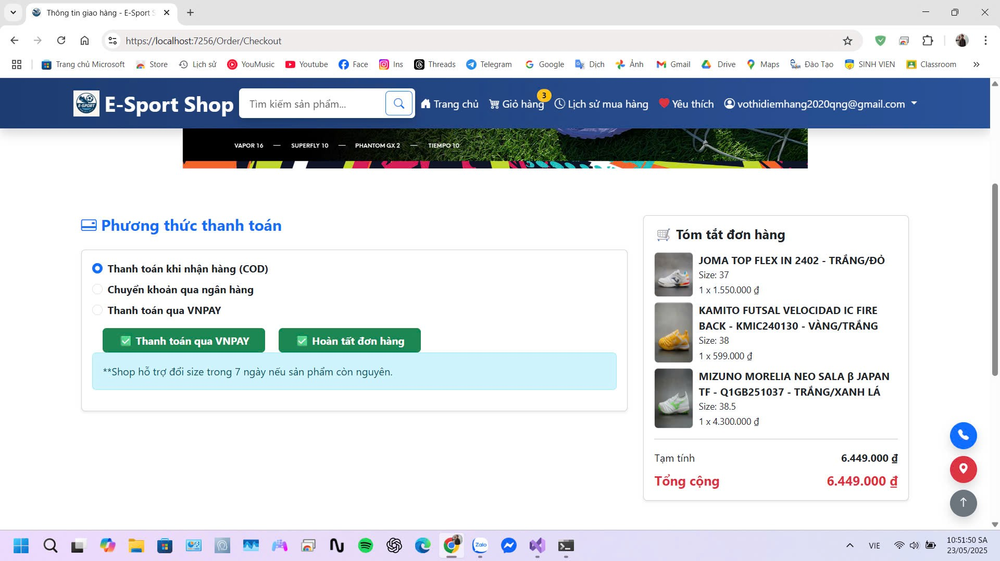 Thông tin giao hàng - E-Sport S
https://localhost:7256/Order/Checkout
Trang chủ Microsoft Store Lịch sử YouMusic Youtube Face Ins Threads Telegram Google Dịch Ảnh Gmail Drive Maps Đào Tạo SINH VIEN Classroom »
E-SPORT
E-Sport Shop Tìm kiếm sản phẩm... Trang chủ Giỏ hàng 3 Lịch sử mua hàng Yêu thích vothidiemhang2020qng@gmail.com
VAPOR 16 — SUPERFLY 10 — PHANTOM GX 2 — TIEMPO 10
Phương thức thanh toán
Thanh toán khi nhận hàng (COD)
Chuyển khoản qua ngân hàng
Thanh toán qua VNPAY
Thanh toán qua VNPAY Hoàn tất đơn hàng
**Shop hỗ trợ đổi size trong 7 ngày nếu sản phẩm còn nguyên.
Tóm tắt đơn hàng
JOMA TOP FLEX IN 2402 - TRẮNG/ĐỎ
Size: 37
1 x 1.550.000 ₫
KAMITO FUTSAL VELOCIDAD IC FIRE
BACK - KMIC240130 - VÀNG/TRẮNG
Size: 38
1 x 599.000 ₫
MIZUNO MORELIA NEO SALA β JAPAN
TF - Q1GB251037 - TRẮNG/XANH LÁ
Size: 38.5
1 x 4.300.000 ₫
Tạm tính 6.449.000 ₫
Tổng cộng 6.449.000 ₫
Zalo
VIE
10:51:50 SA
23/05/2025